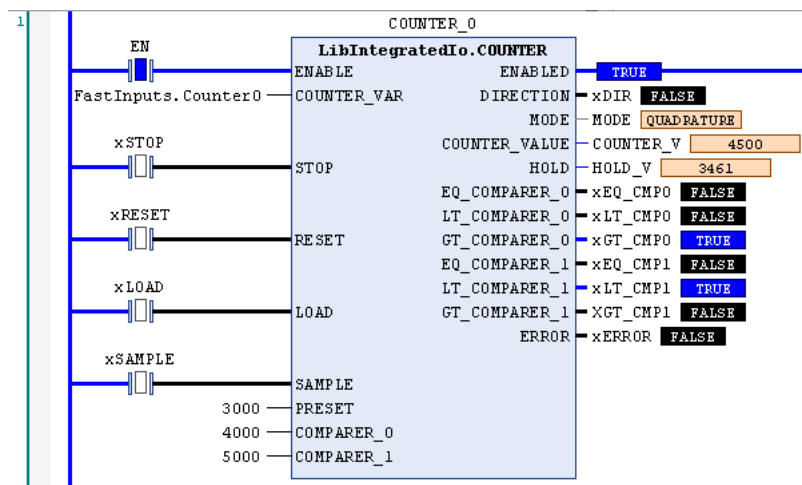 1
COUNTER_0
EN
LibIntegratedIo.COUNTER
ENABLE ENABLED TRUE
FastInputs.Counter0 COUNTER_VAR DIRECTION xDIR FALSE
MODE MODE QUADRATURE
xSTOP COUNTER_VALUE COUNTER_V 4500
STOP HOLD HOLD_V 3461
EQ_COMPARER_0 xEQ_CMP0 FALSE
xRESET LT_COMPARER_0 xLT_CMP0 FALSE
RESET GT_COMPARER_0 xGT_CMP0 TRUE
EQ_COMPARER_1 xEQ_CMP1 FALSE
xLOAD LT_COMPARER_1 xLT_CMP1 TRUE
LOAD GT_COMPARER_1 XGT_CMP1 FALSE
ERROR xERROR FALSE
xSAMPLE
SAMPLE
3000 PRESET
4000 COMPARER_0
5000 COMPARER_1